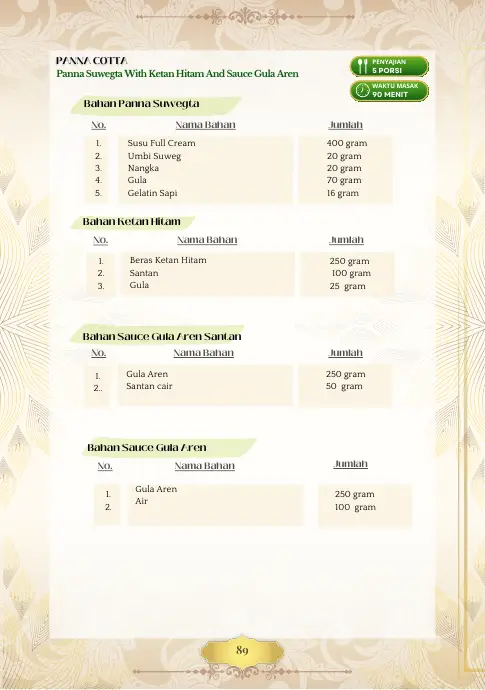 PANNA COTTA
Panna Suwegta With Ketan Hitam And Sauce Gula Aren
PENYAJIAN
5 PORSI
WAKTU MASAK
90 MENIT
Bahan Panna Suwegta
No. Nama Bahan Jumlah
1. Susu Full Cream 400 gram
2. Umbi Suweg 20 gram
3. Nangka 20 gram
4. Gula 70 gram
5. Gelatin Sapi 16 gram
Bahan Ketan Hitam
No. Nama Bahan Jumlah
1. Beras Ketan Hitam 250 gram
2. Santan 100 gram
3. Gula 25 gram
Bahan Sauce Gula Aren Santan
No. Nama Bahan Jumlah
1. Gula Aren 250 gram
2.. Santan cair 50 gram
Bahan Sauce Gula Aren
No. Nama Bahan Jumlah
1. Gula Aren 250 gram
2. Air 100 gram
89